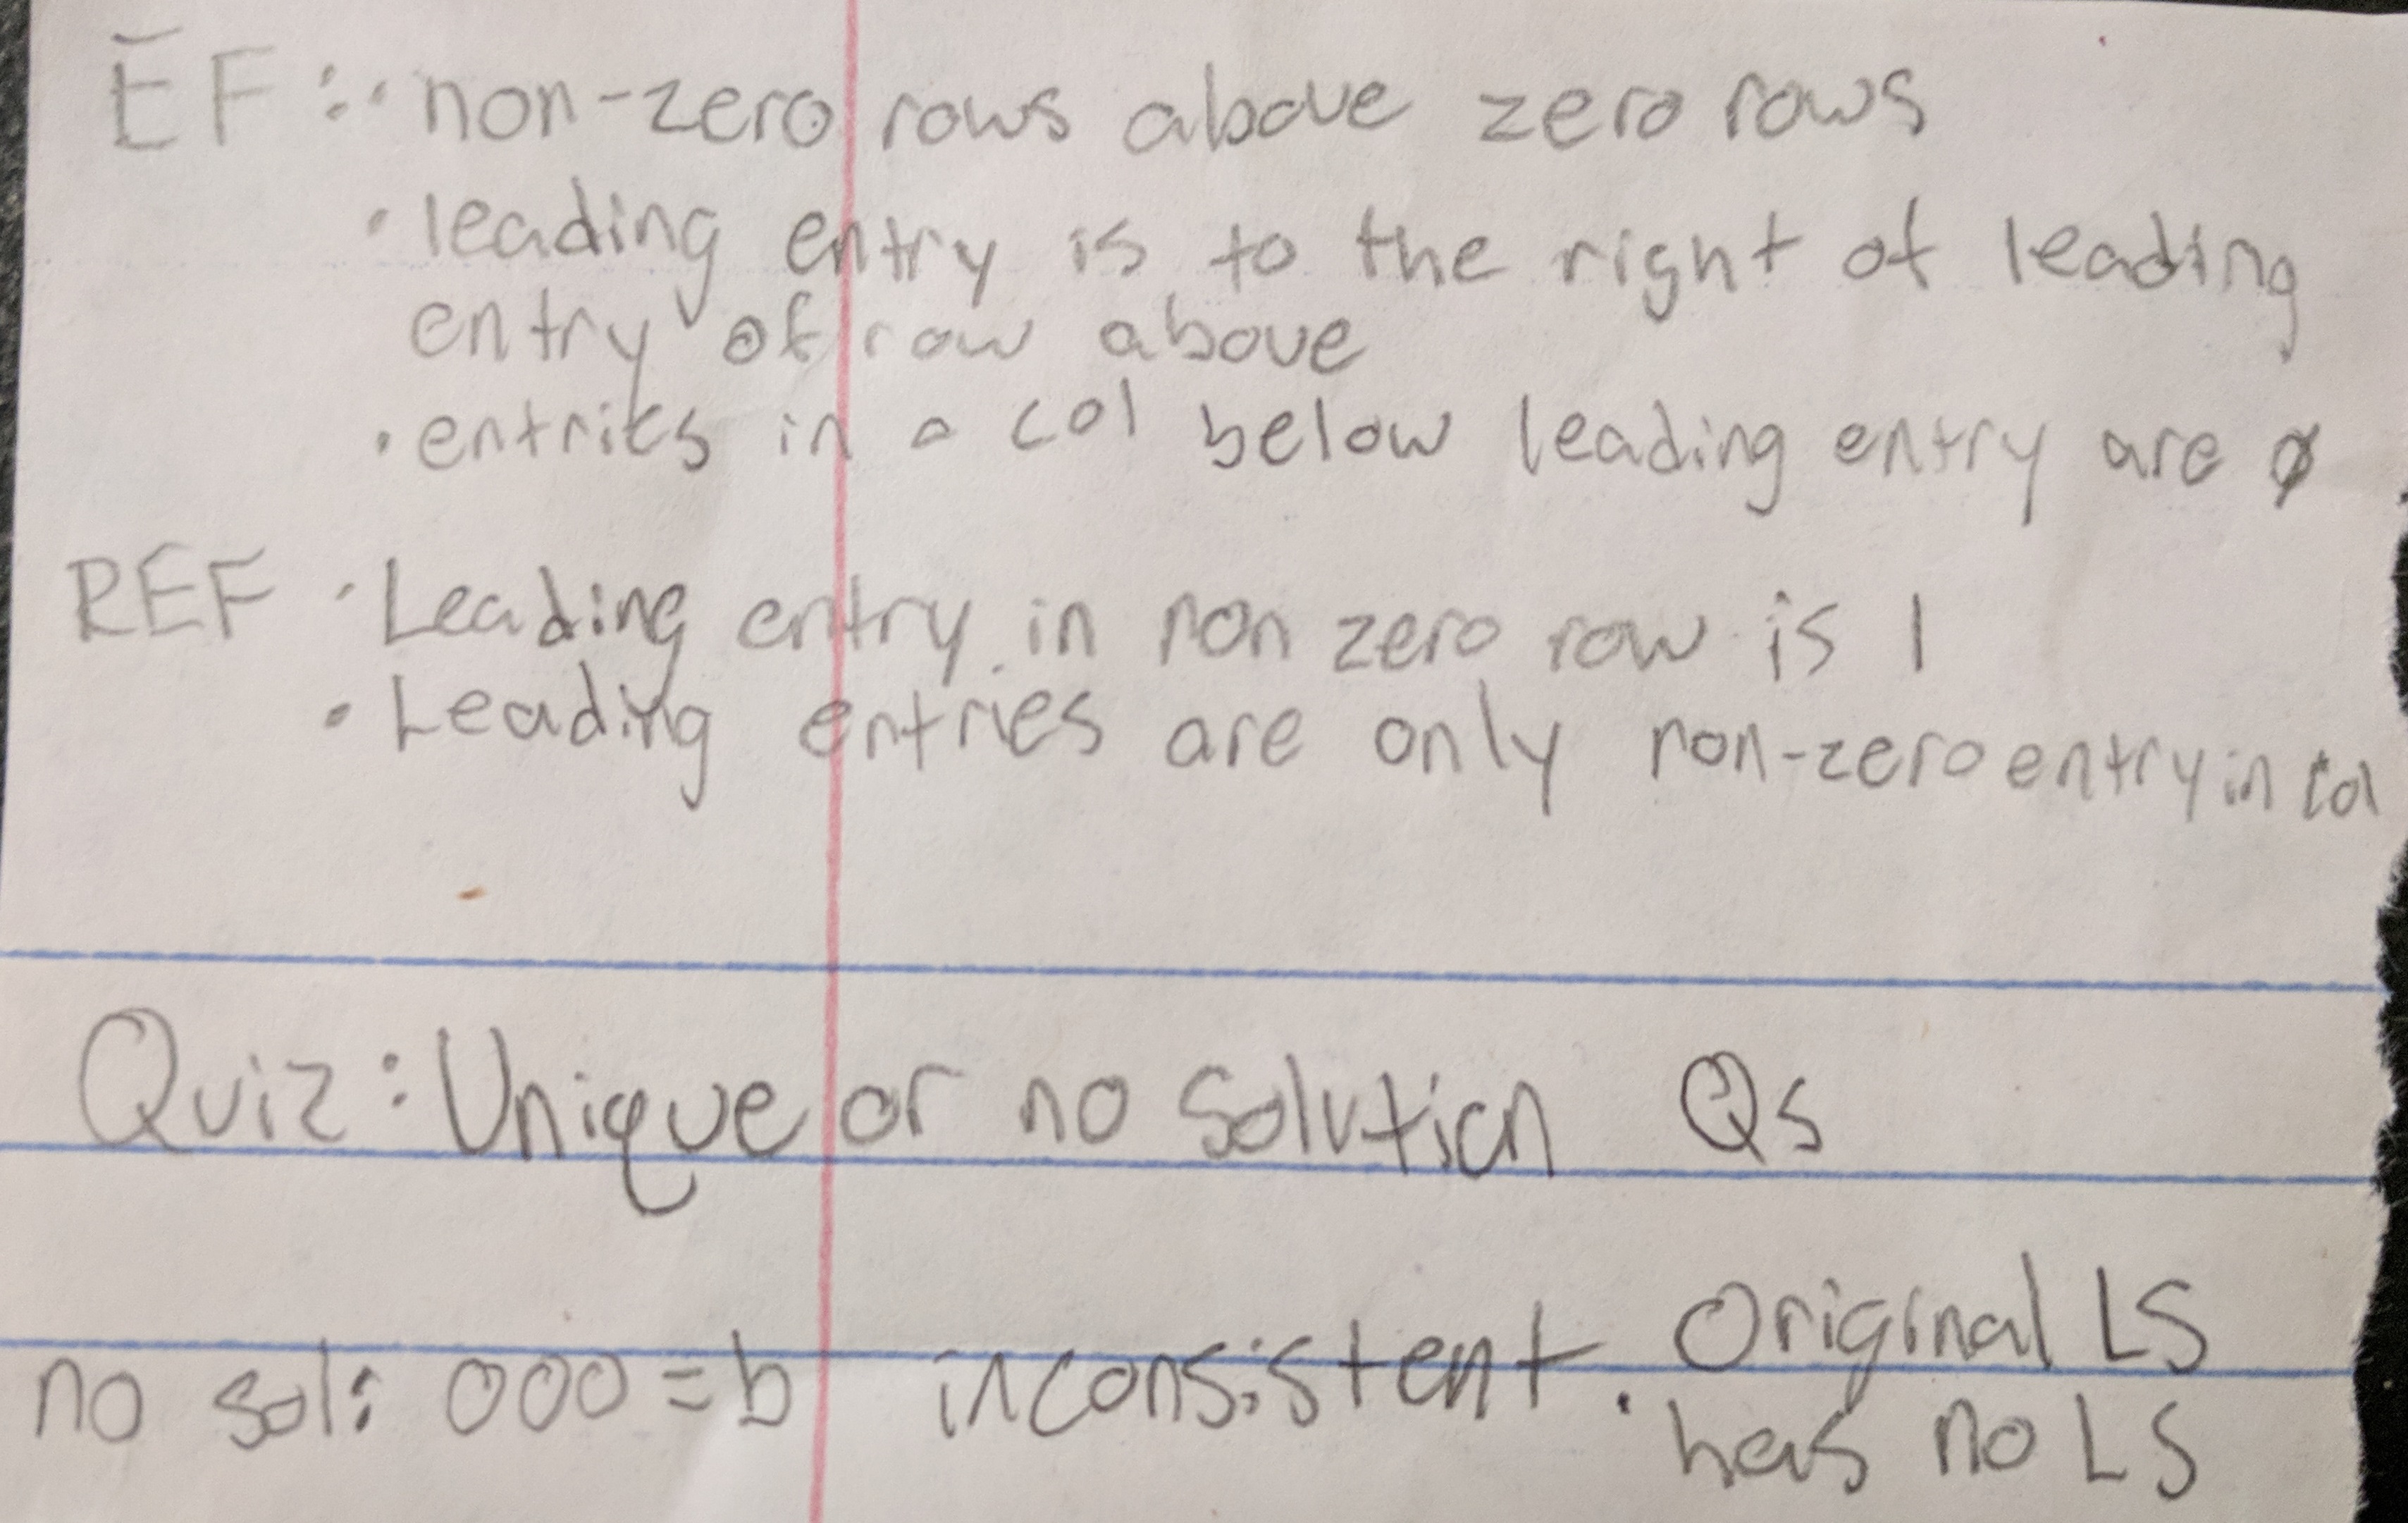 EF: · non-zero rows above zero rows
· leading entry is to the right of leading
entry of row above
· entries in a col below leading entry are 0
REF · Leading entry in non zero row is 1
· Leading entries are only non-zero entry in col
Quiz: Unique or no solution Qs
no sol: 000 = b inconsistent. Original LS
has no LS